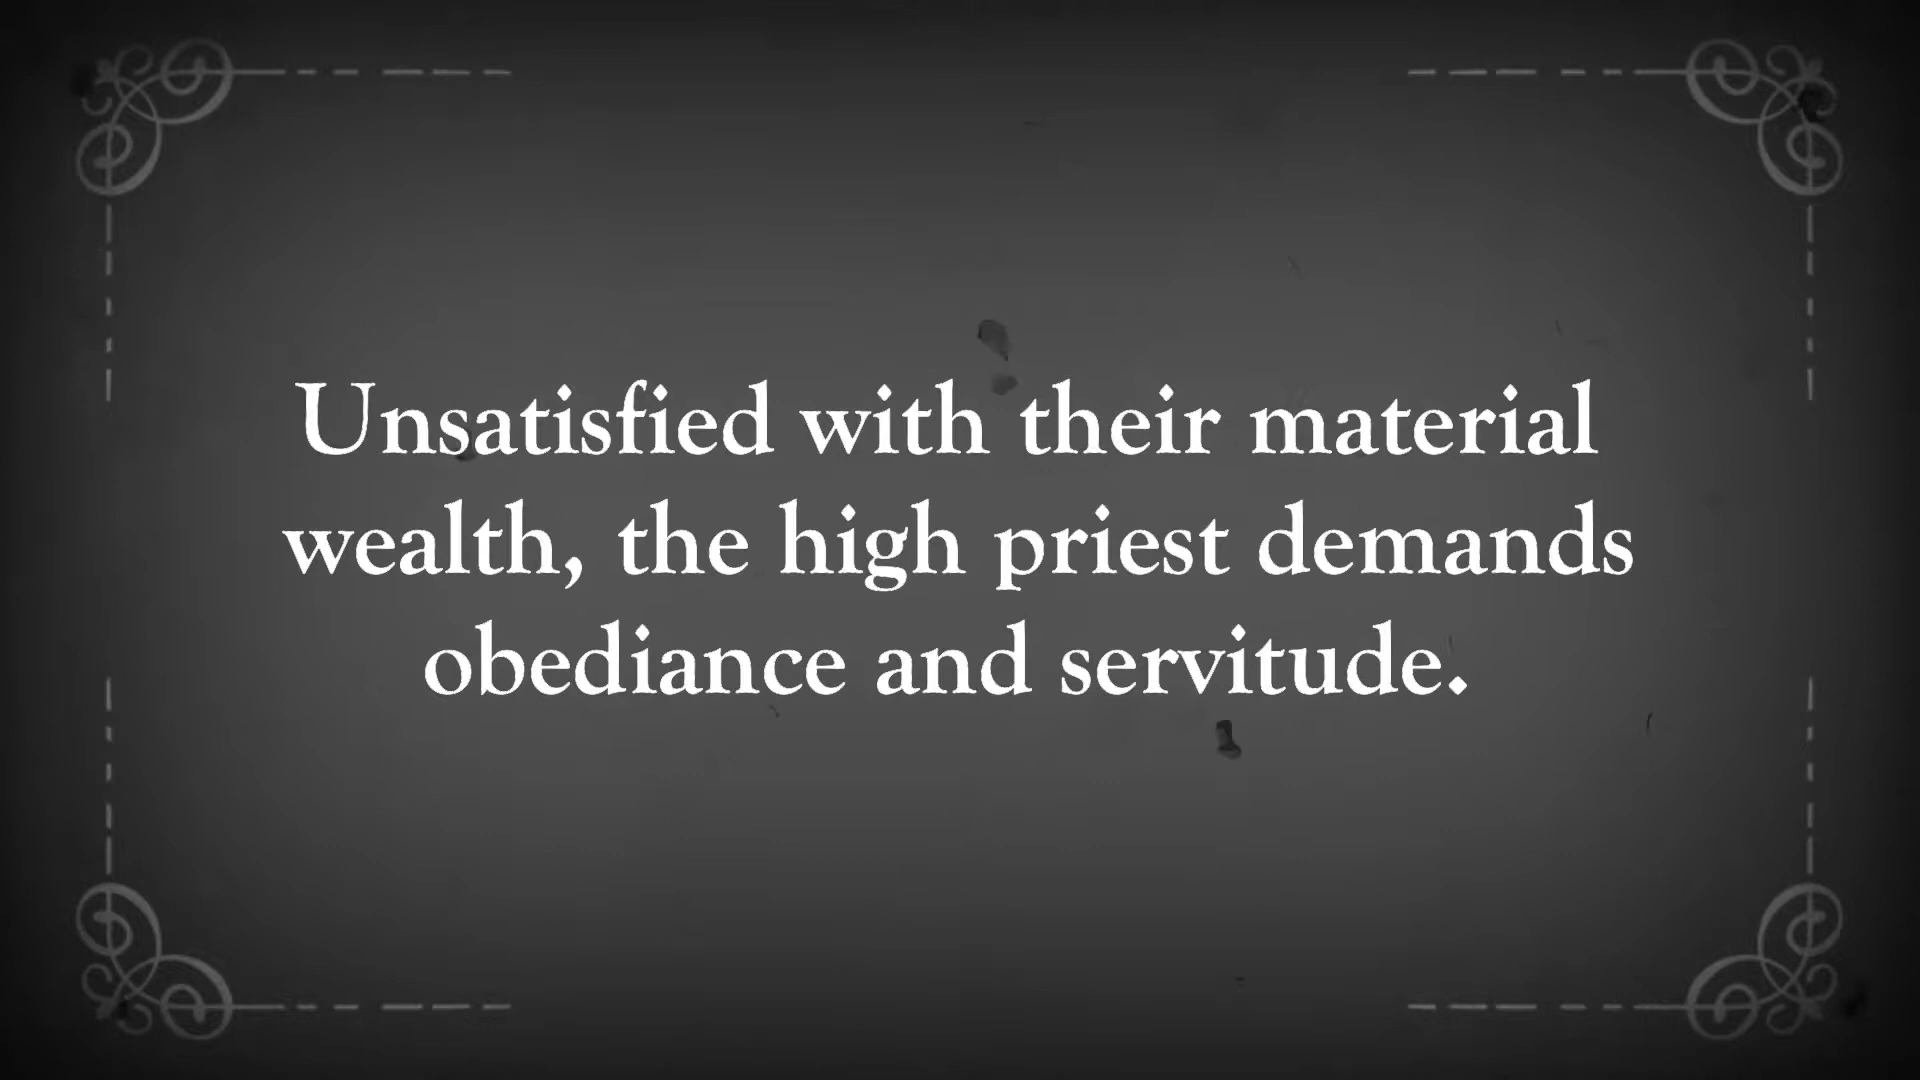 Unsatisfied with their material
wealth, the high priest demands
obediance and servitude.